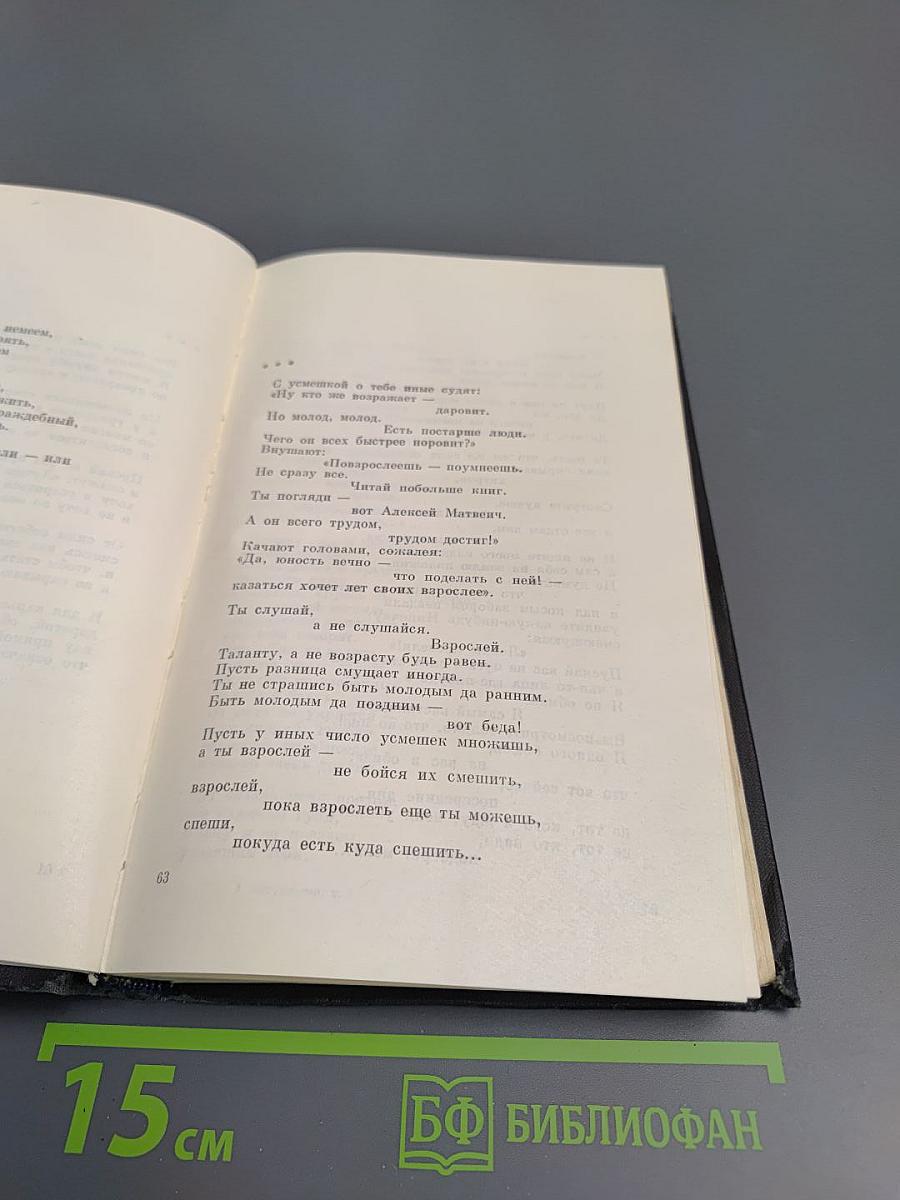 немеем,
жить,
раждебный,
ли — или
* * *
С усмешкой о тебе иные судят:
«Ну кто же возражает —
даровит.
Но молод, молод.
Есть постарше люди.
Чего он всех быстрее норовит?»
Внушают:
«Повзрослеешь — поумнеешь.
Не сразу все.
Читай побольше книг.
Ты погляди —
вот Алексей Матвеич.
А он всего трудом,
трудом достиг!»
Качают головами, сожалея:
«Да, юность вечно —
что поделать с ней! —
казаться хочет лет своих взрослее».
Ты слушай,
а не слушайся.
Взрослей.
Таланту, а не возрасту будь равен.
Пусть разница смущает иногда.
Ты не страшись быть молодым да ранним.
Быть молодым да поздним —
вот беда!
Пусть у иных число усмешек множишь,
а ты взрослей —
не бойся их смешить,
взрослей,
пока взрослеть еще ты можешь,
спеши,
покуда есть куда спешить...
63
15 см
БФ БИБЛИОФАН